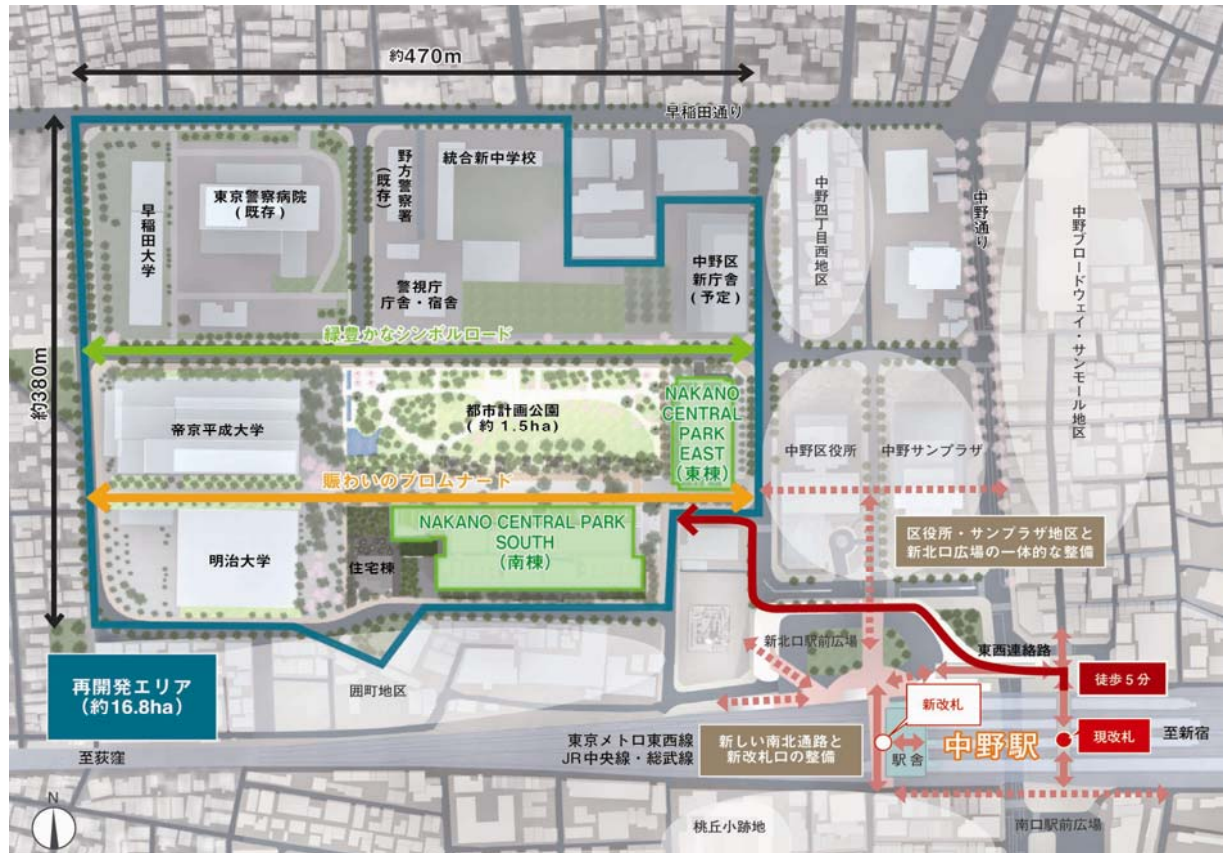 約470m
早稲田通り
約380m
早稲田大学
東京警察病院
(既存)
野方警察署
(既存)
統合新中学校
警視庁
庁舎・宿舎
中野区
新庁舎
(予定)
中野四丁目西地区
中野通り
中野ブロードウェイ・サンモール地区
緑豊かなシンボルロード
帝京平成大学
都市計画公園
(約1.5ha)
NAKANO
CENTRAL
PARK
EAST
(東棟)
中野区役所
中野サンプラザ
賑わいのプロムナード
明治大学
住宅棟
NAKANO CENTRAL PARK
SOUTH
(南棟)
区役所・サンプラザ地区と
新北口広場の一体的な整備
再開発エリア
(約16.8ha)
囲町地区
新北口駅前広場
東西連絡路
徒歩5分
新改札
現改札
至荻窪
東京メトロ東西線
JR中央線・総武線
新しい南北通路と
新改札口の整備
駅舎
中野駅
至新宿
N
桃丘小跡地
南口駅前広場